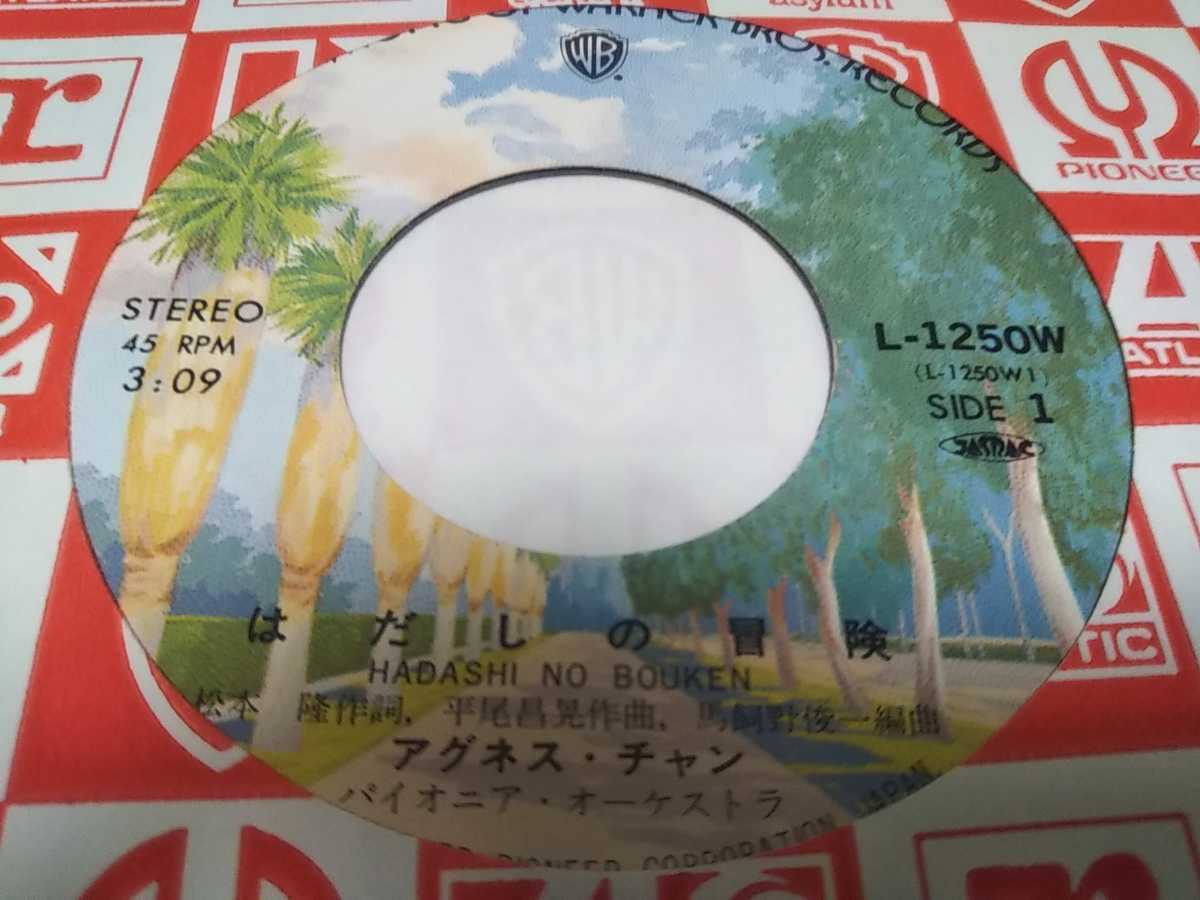 asylum
WB
OF WARNER BROS. RECORDS
r
PIONEE
STEREO
45 RPM
3:09
L-1250W
(L-1250W1)
SIDE 1
JASRAC
A
ATL
はだしの冒険
HADASHI NO BOUKEN
松本 隆作詞, 平尾昌晃作曲, 馬飼野俊一編曲
アグネス・チャン
パイオニア・オーケストラ
PIONEER CORPORATION JAPAN
TIC
r